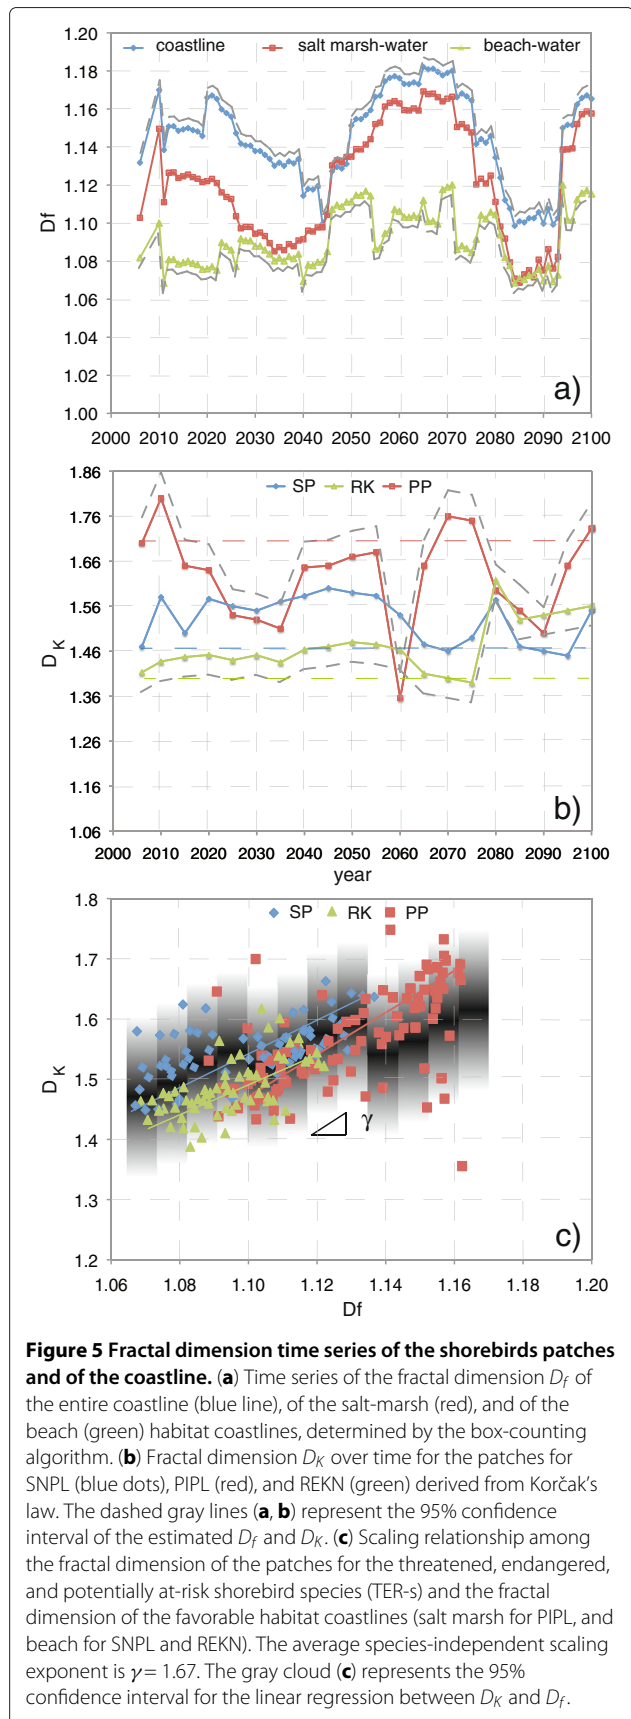 1.20
coastline
salt marsh-water
beach-water
1.18
1.16
1.14
1.12
Df
1.10
1.08
1.06
1.04
1.02
1.00
a)
2000 2010 2020 2030 2040 2050 2060 2070 2080 2090 2100
1.86
SP RK PP
1.76
1.66
1.56
D_K
1.46
1.36
1.26
1.16
1.06
b)
2000 2010 2020 2030 2040 2050 2060 2070 2080 2090 2100
year
1.8
SP RK PP
1.7
1.6
D_K
1.5
1.4
γ
1.3
1.2
c)
1.06 1.08 1.10 1.12 1.14 1.16 1.18 1.20
Df
Figure 5 Fractal dimension time series of the shorebirds patches
and of the coastline. (a) Time series of the fractal dimension D_f of
the entire coastline (blue line), of the salt-marsh (red), and of the
beach (green) habitat coastlines, determined by the box-counting
algorithm. (b) Fractal dimension D_K over time for the patches for
SNPL (blue dots), PIPL (red), and REKN (green) derived from Korčak's
law. The dashed gray lines (a, b) represent the 95% confidence
interval of the estimated D_f and D_K. (c) Scaling relationship among
the fractal dimension of the patches for the threatened, endangered,
and potentially at-risk shorebird species (TER-s) and the fractal
dimension of the favorable habitat coastlines (salt marsh for PIPL, and
beach for SNPL and REKN). The average species-independent scaling
exponent is γ = 1.67. The gray cloud (c) represents the 95%
confidence interval for the linear regression between D_K and D_f.